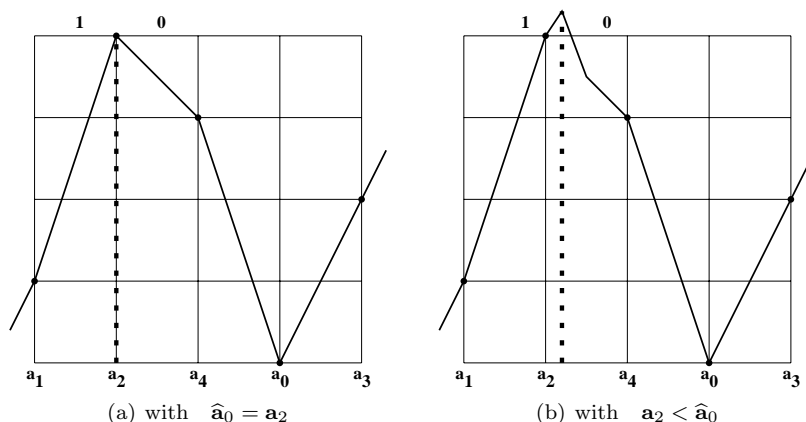 1 0 1 0
a1 a2 a4 a0 a3 a1 a2 a4 a0 a3
(a) with â0 = a2 (b) with a2 < â0